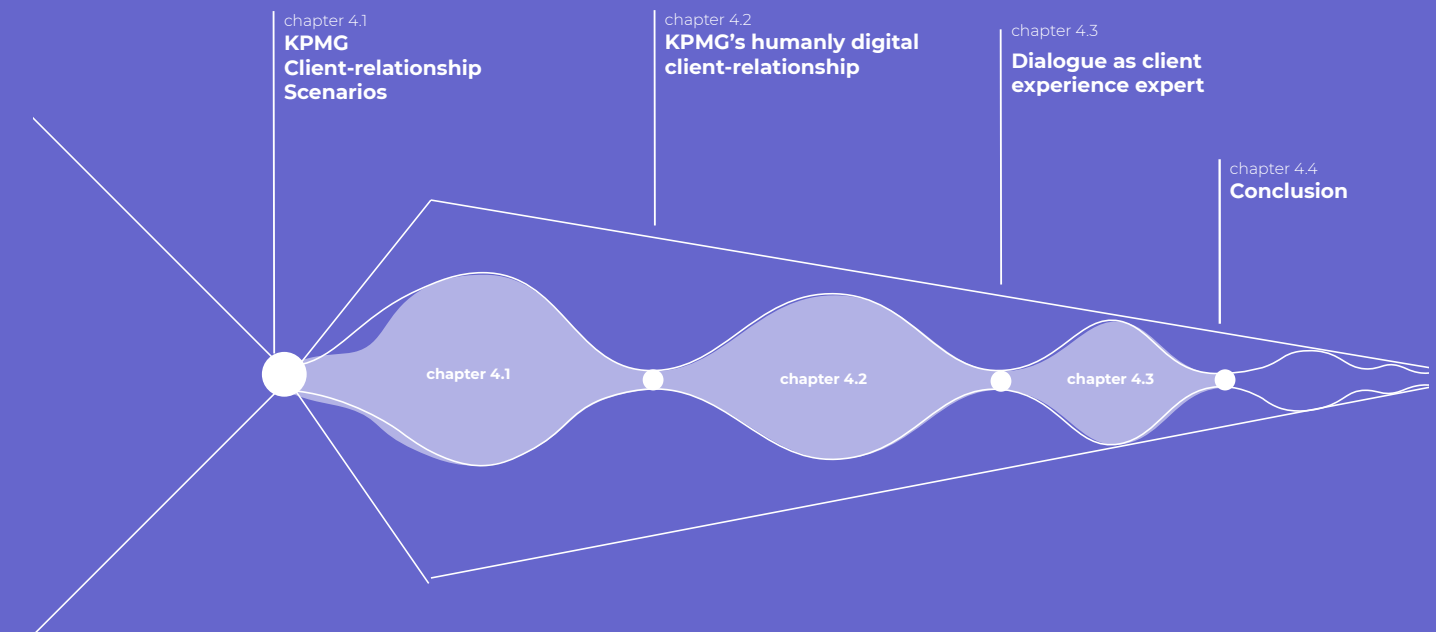 chapter 4.1
KPMG
Client-relationship
Scenarios
chapter 4.2
KPMG’s humanly digital
client-relationship
chapter 4.3
Dialogue as client
experience expert
chapter 4.4
Conclusion
chapter 4.1
chapter 4.2
chapter 4.3